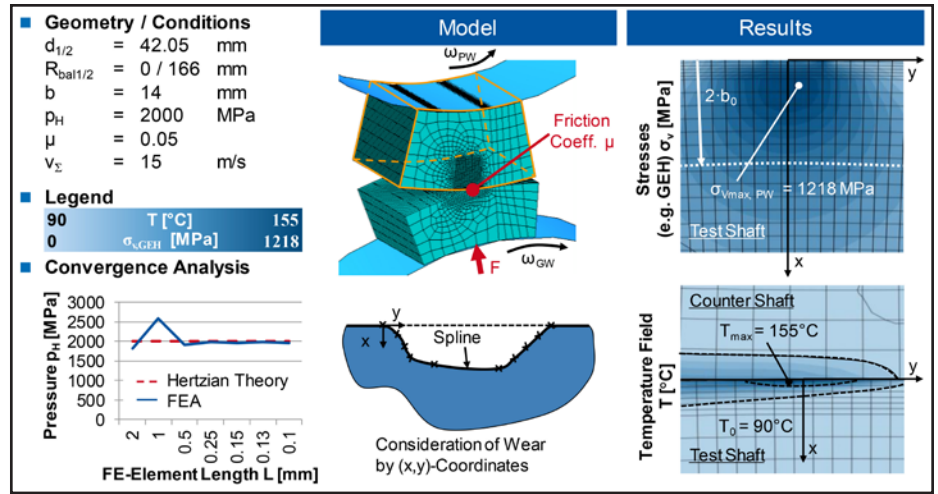 Geometry / Conditions
d1/2 = 42.05 mm
Rbal1/2 = 0 / 166 mm
b = 14 mm
pH = 2000 MPa
μ = 0.05
vΣ = 15 m/s
Legend
90 T [°C] 155
0 σv,GEH [MPa] 1218
Convergence Analysis
Pressure pH [MPa]
3000
2500
2000
1500
1000
500
0
Hertzian Theory
FEA
2 1 0.5 0.25 0.15 0.13 0.1
FE-Element Length L [mm]
Model
ωPW
Friction
Coeff. μ
F
ωGW
y
x
Spline
Consideration of Wear
by (x,y)-Coordinates
Results
Stresses
(e.g. GEH) σv [MPa]
y
2·b0
σVmax, PW = 1218 MPa
Test Shaft
x
Temperature Field
T [°C]
Counter Shaft
Tmax = 155°C
y
T0 = 90°C
x
Test Shaft